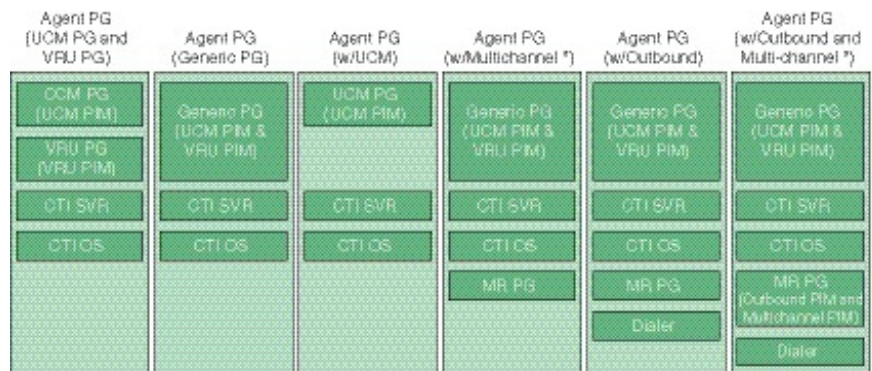 Agent PG
(UCM PG and
VRU PG)
Agent PG
(Generic PG)
Agent PG
(w/UCM)
Agent PG
(w/Multichannel *)
Agent PG
(w/Outbound)
Agent PG
(w/Outbound and
Multi-channel *)
CCM PG
(UCM PIM)
VRU PG
(VRU PIM)
CTI SVR
CTI OS
Generic PG
(UCM PIM &
VRU PIM)
CTI SVR
CTI OS
UCM PG
(UCM PIM)
CTI SVR
CTI OS
Generic PG
(UCM PIM &
VRU PIM)
CTI SVR
CTI OS
MR PG
Generic PG
(UCM PIM &
VRU PIM)
CTI SVR
CTI OS
MR PG
Dialer
Generic PG
(UCM PIM &
VRU PIM)
CTI SVR
CTI OS
MR PG
(Outbound PIM and
Multichannel PIM)
Dialer